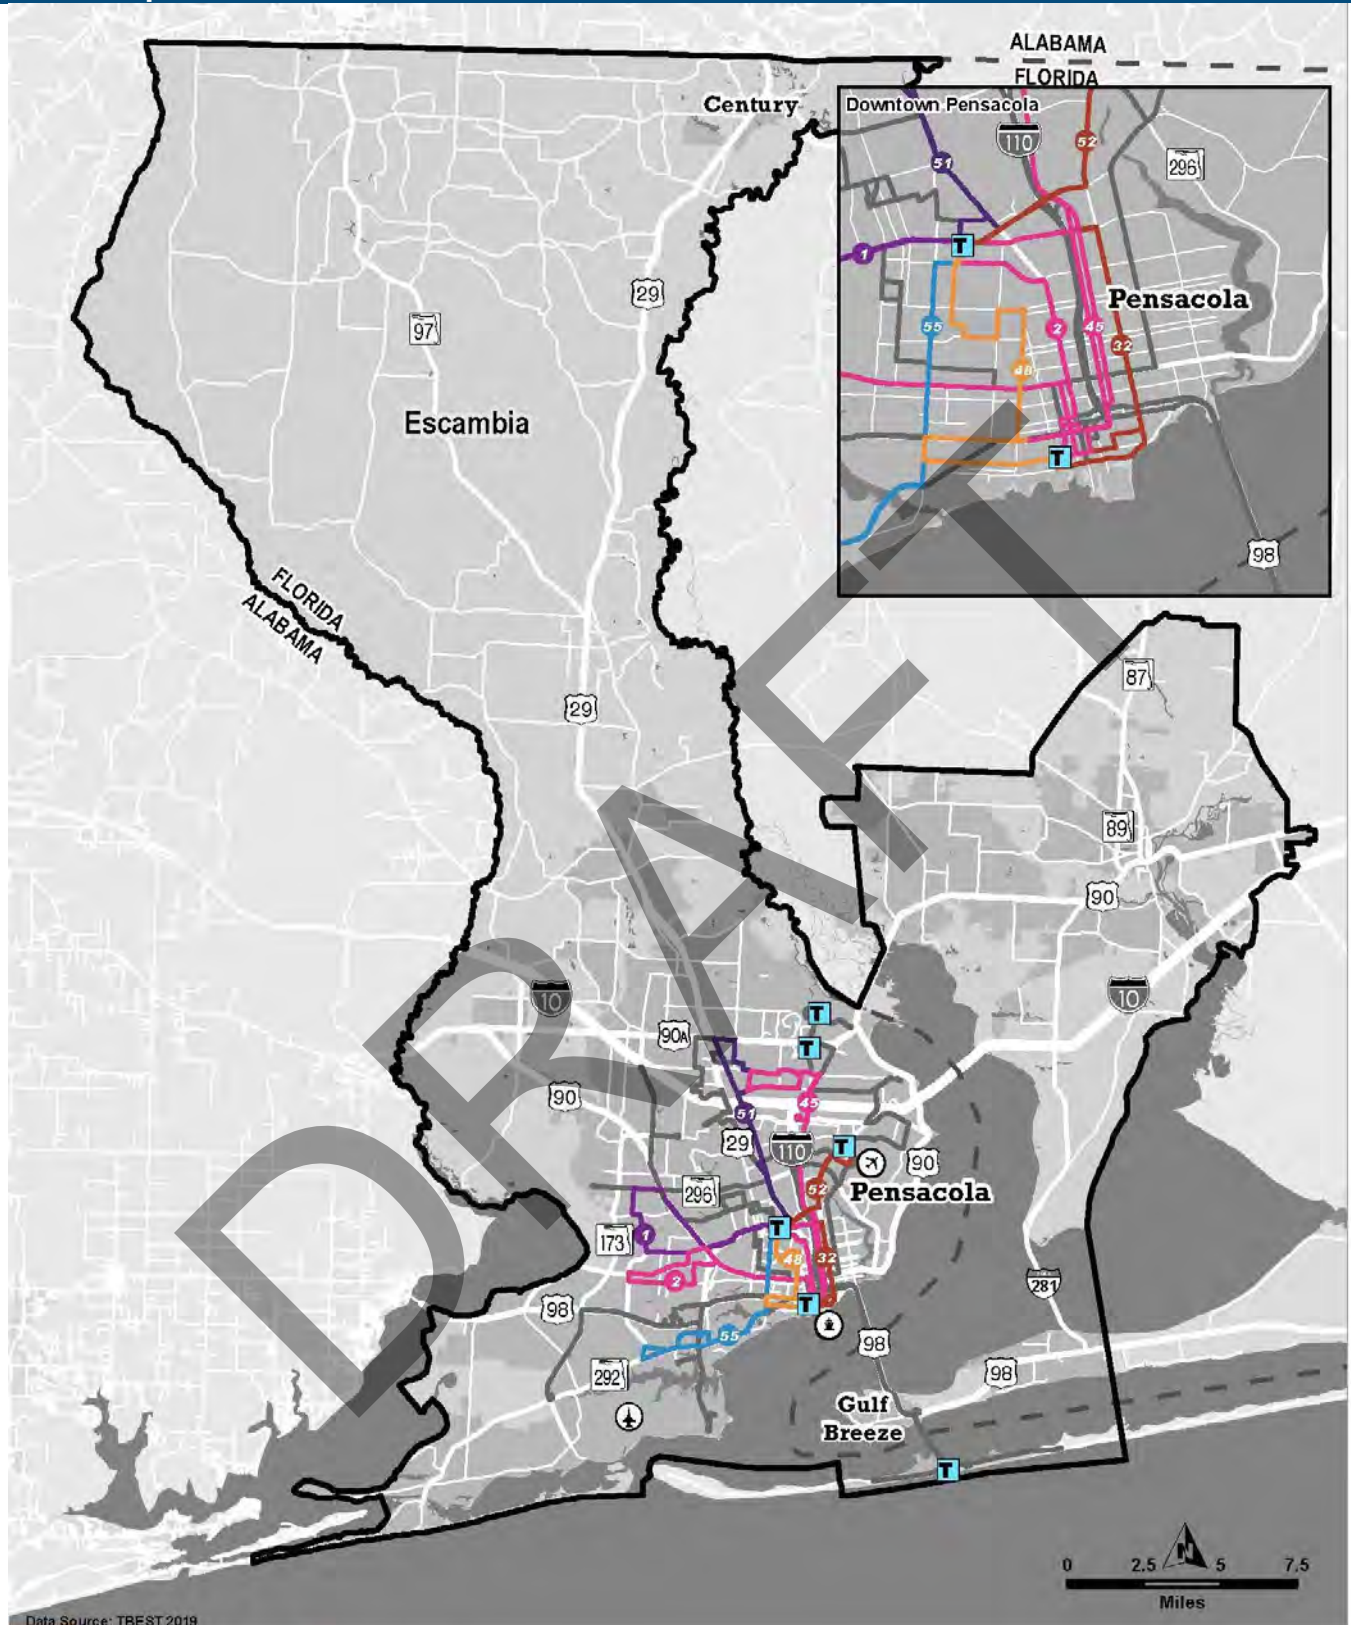 ALABAMA
FLORIDA
Century
Downtown Pensacola
110
52
51
296
T
1
29
Pensacola
97
55
2
45
32
48
Escambia
T
98
FLORIDA
ALABAMA
87
29
89
90
10
10
T
90A
T
90
45
51
29
110
T
90
52
296
Pensacola
T
173
1
48
32
2
281
98
T
55
98
98
292
Gulf
Breeze
T
DRAFT
N
0 2.5 5 7.5
Miles
Data Source: TBEST 2019